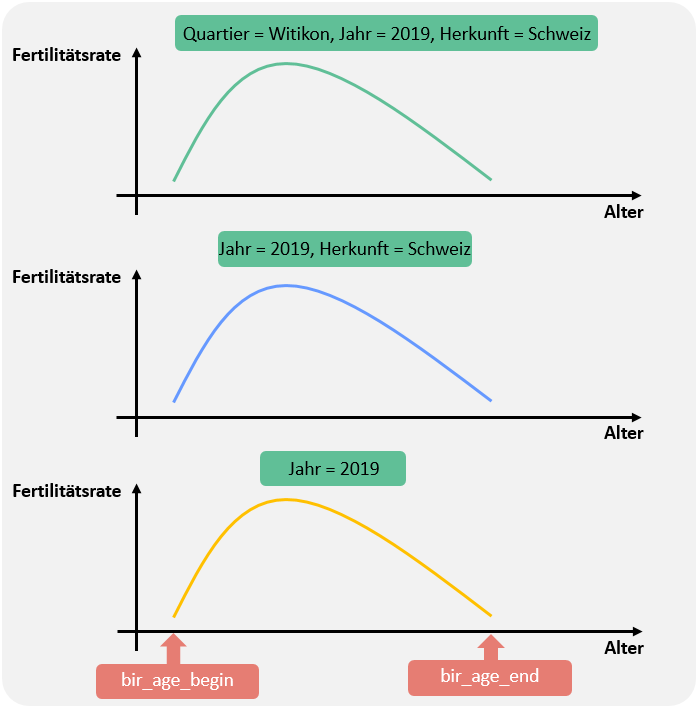 Quartier = Witikon, Jahr = 2019, Herkunft = Schweiz
Fertilitätsrate
Alter
Jahr = 2019, Herkunft = Schweiz
Fertilitätsrate
Alter
Jahr = 2019
Fertilitätsrate
Alter
bir_age_begin
bir_age_end